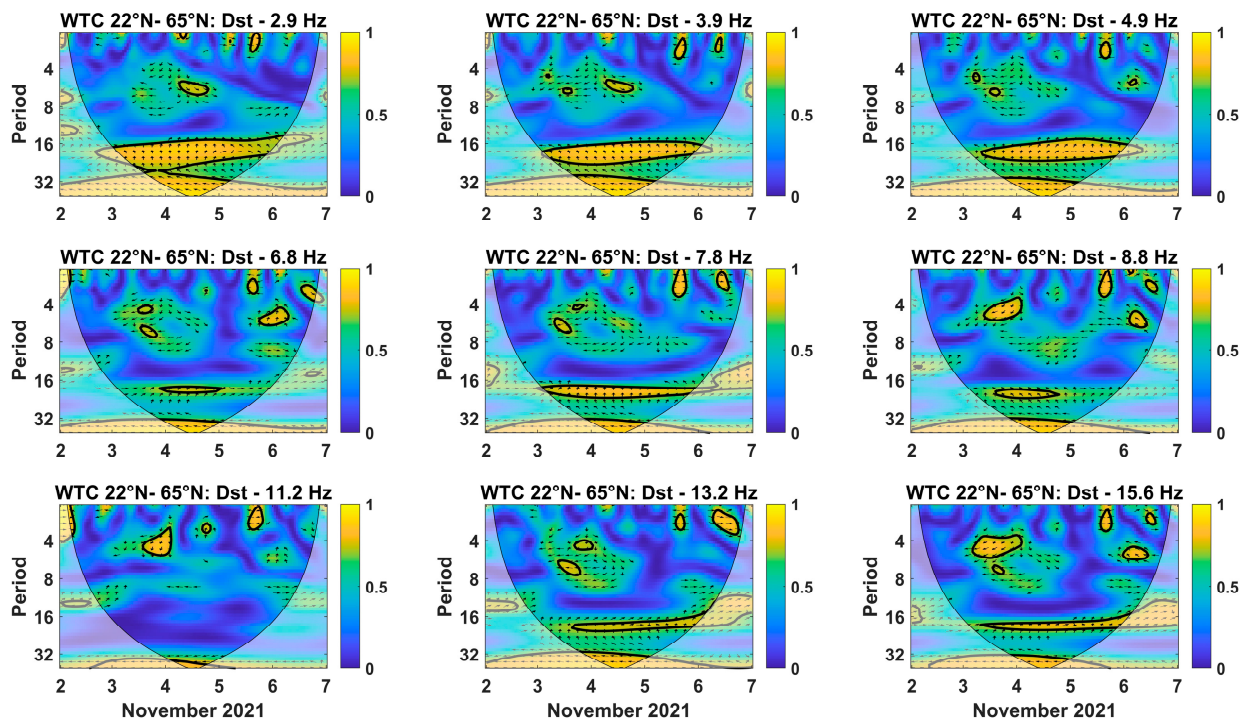 WTC 22°N- 65°N: Dst - 2.9 Hz WTC 22°N- 65°N: Dst - 3.9 Hz WTC 22°N- 65°N: Dst - 4.9 Hz
1 1 1
4 4 4
Period 8 0.5 Period 8 0.5 Period 8 0.5
16 16 16
32 0 32 0 32 0
2 3 4 5 6 7 2 3 4 5 6 7 2 3 4 5 6 7
WTC 22°N- 65°N: Dst - 6.8 Hz WTC 22°N- 65°N: Dst - 7.8 Hz WTC 22°N- 65°N: Dst - 8.8 Hz
1 1 1
4 4 4
Period 8 0.5 Period 8 0.5 Period 8 0.5
16 16 16
32 0 32 0 32 0
2 3 4 5 6 7 2 3 4 5 6 7 2 3 4 5 6 7
WTC 22°N- 65°N: Dst - 11.2 Hz WTC 22°N- 65°N: Dst - 13.2 Hz WTC 22°N- 65°N: Dst - 15.6 Hz
1 1 1
4 4 4
Period 8 0.5 Period 8 0.5 Period 8 0.5
16 16 16
32 0 32 0 32 0
2 3 4 5 6 7 2 3 4 5 6 7 2 3 4 5 6 7
November 2021 November 2021 November 2021